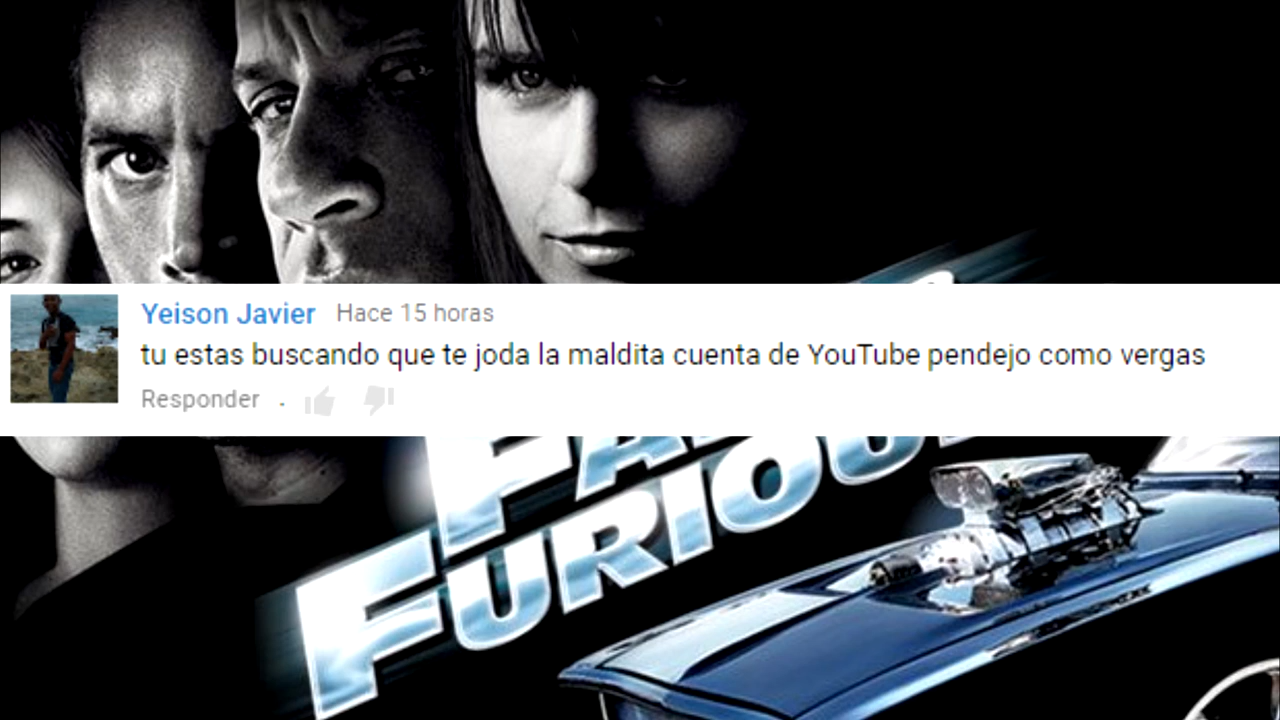 Yeison Javier Hace 15 horas
tu estas buscando que te joda la maldita cuenta de YouTube pendejo como vergas
Responder .
FURIOUS